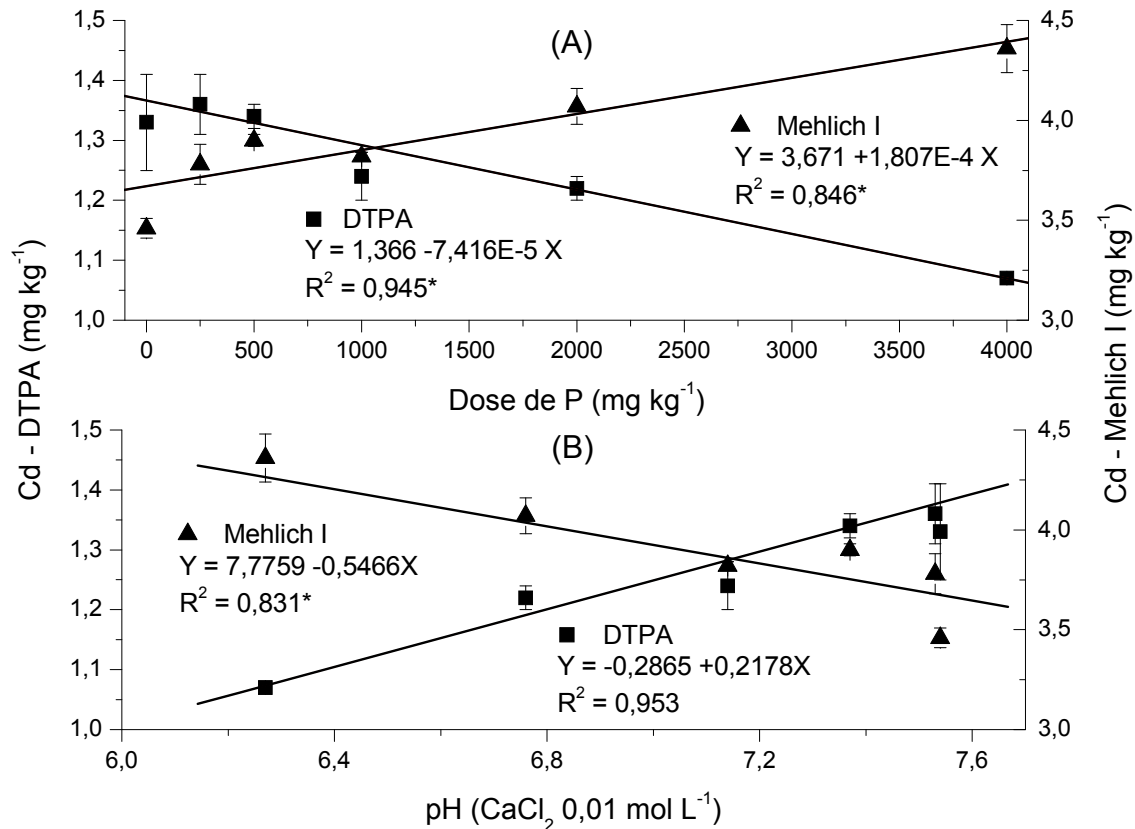 (A)
1,5
1,4
1,3
1,2
1,1
1,0
4,5
4,0
3,5
3,0
Mehlich I
Y = 3,671 +1,807E-4 X
R² = 0,846*
DTPA
Y = 1,366 -7,416E-5 X
R² = 0,945*
0 500 1000 1500 2000 2500 3000 3500 4000
Dose de P (mg kg⁻¹)
Cd - DTPA (mg kg⁻¹)
Cd - Mehlich I (mg kg⁻¹)
(B)
1,5
1,4
1,3
1,2
1,1
1,0
4,5
4,0
3,5
3,0
Mehlich I
Y = 7,7759 -0,5466X
R² = 0,831*
DTPA
Y = -0,2865 +0,2178X
R² = 0,953
6,0 6,4 6,8 7,2 7,6
pH (CaCl₂ 0,01 mol L⁻¹)